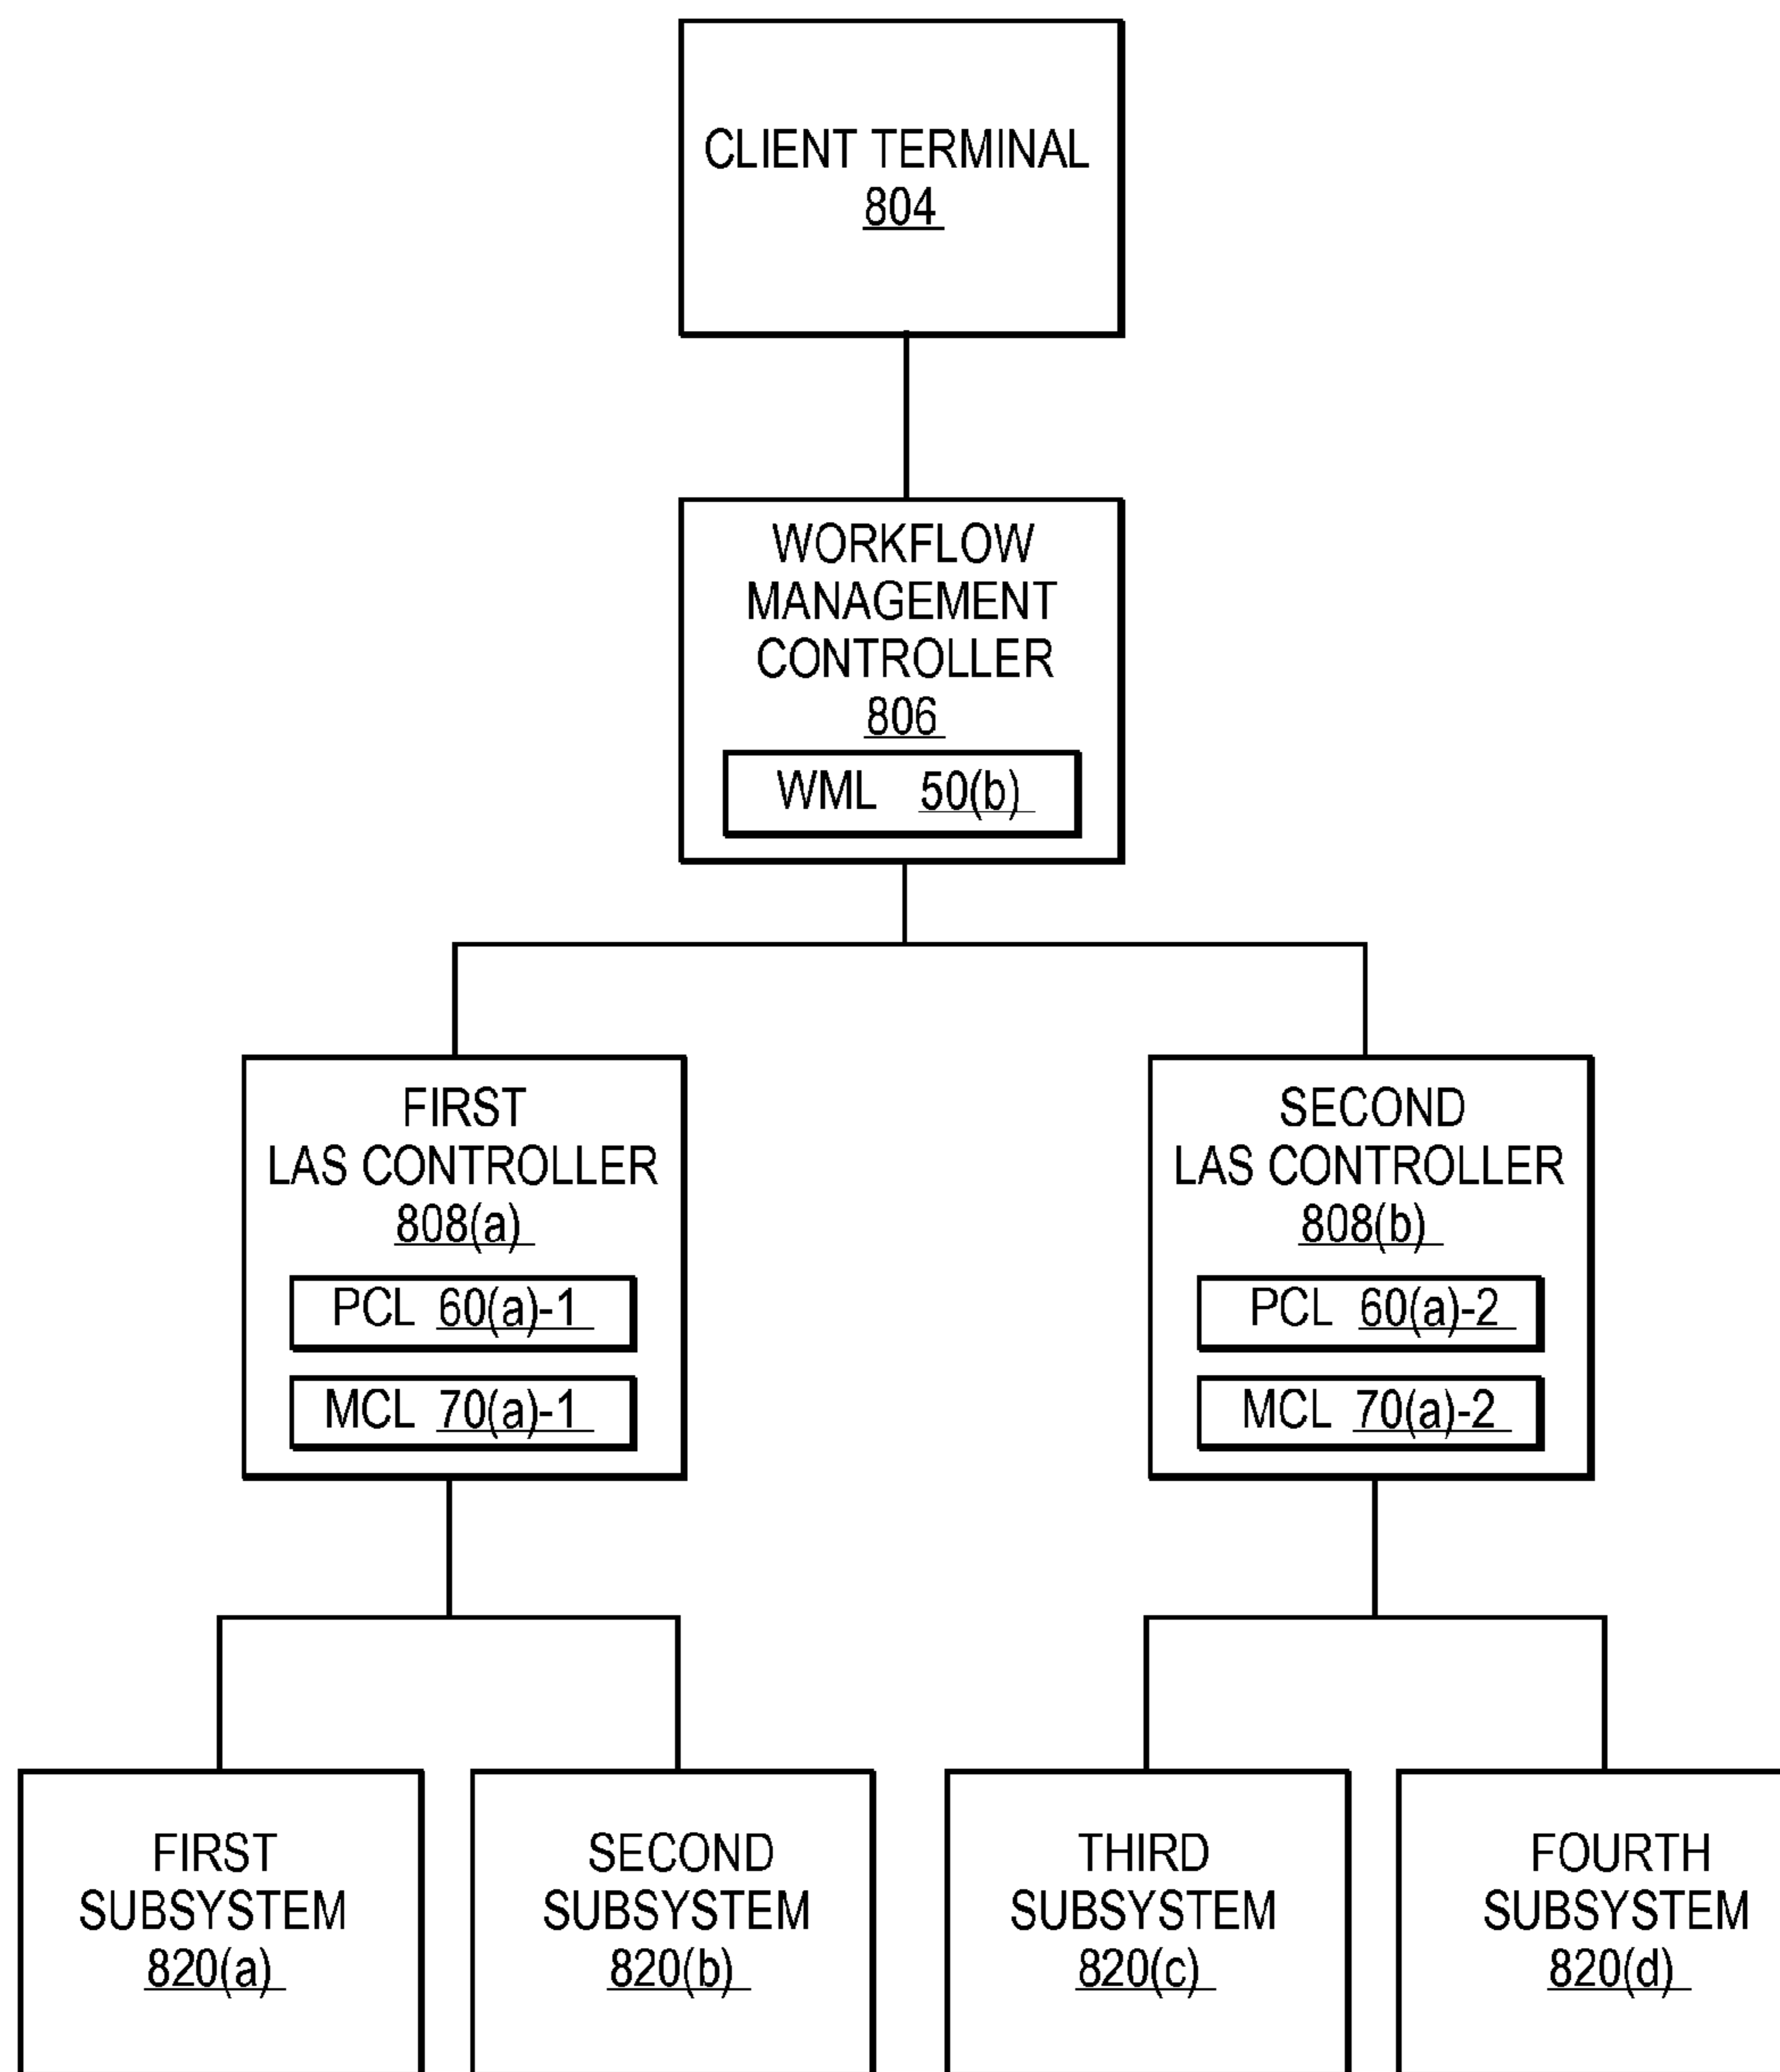 CLIENT TERMINAL
804
WORKFLOW
MANAGEMENT
CONTROLLER
806
WML 50(b)
FIRST
LAS CONTROLLER
808(a)
PCL 60(a)-1
MCL 70(a)-1
SECOND
LAS CONTROLLER
808(b)
PCL 60(a)-2
MCL 70(a)-2
FIRST
SUBSYSTEM
820(a)
SECOND
SUBSYSTEM
820(b)
THIRD
SUBSYSTEM
820(c)
FOURTH
SUBSYSTEM
820(d)